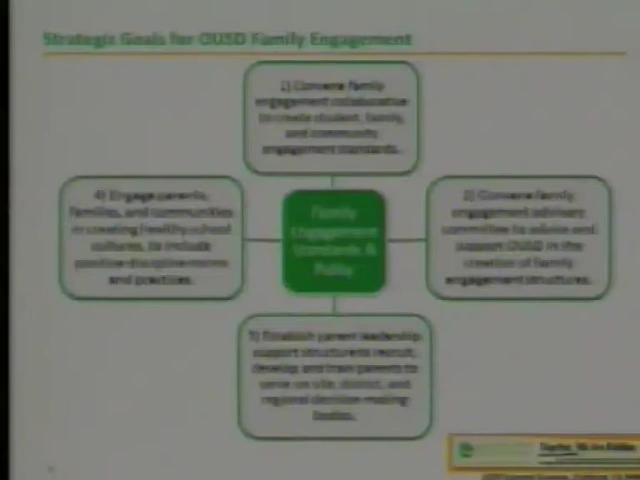 Strategic Goals for OUSD Family Engagement
1) Convene family
engagement collaborative
to create student, family,
and community
engagement standards.
4) Engage parents,
families, and communities
in creating healthy school
cultures, to include
positive discipline
and practices.
Family
Engagement
Standards &
Policy
2) Convene family
engagement advisory
committee to advise and
support OUSD in the
creation of family
engagement structures.
3) Establish parent leadership
support structure to recruit,
develop and train parents to
serve on site, district, and
regional decision-making
bodies.
Together,